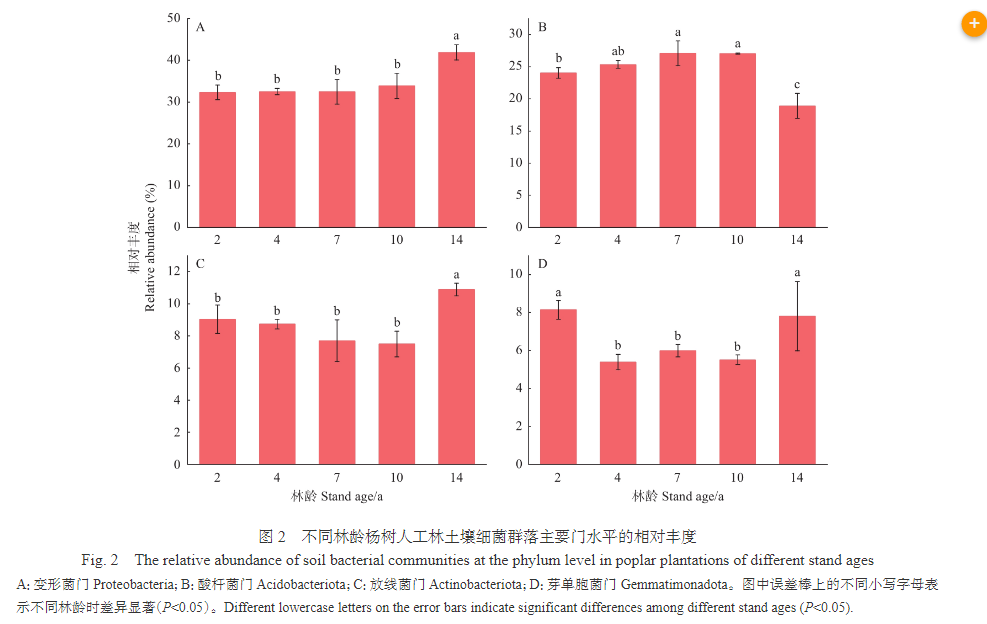 A
50
40
30
20
10
0
b
b
b
b
a
2
4
7
10
14
B
30
25
20
15
10
5
0
b
ab
a
a
c
2
4
7
10
14
相对丰度
Relative abundance (%)
C
12
10
8
6
4
2
0
b
b
b
b
a
2
4
7
10
14
林龄 Stand age/a
D
10
8
6
4
2
0
a
b
b
b
a
2
4
7
10
14
林龄 Stand age/a
图 2 不同林龄杨树人工林土壤细菌群落主要门水平的相对丰度
Fig. 2 The relative abundance of soil bacterial communities at the phylum level in poplar plantations of different stand ages
A: 变形菌门 Proteobacteria; B: 酸杆菌门 Acidobacteriota; C: 放线菌门 Actinobacteriota; D: 芽单胞菌门 Gemmatimonadota。图中误差棒上的不同小写字母表
示不同林龄时差异显著(P<0.05)。Different lowercase letters on the error bars indicate significant differences among different stand ages (P<0.05).